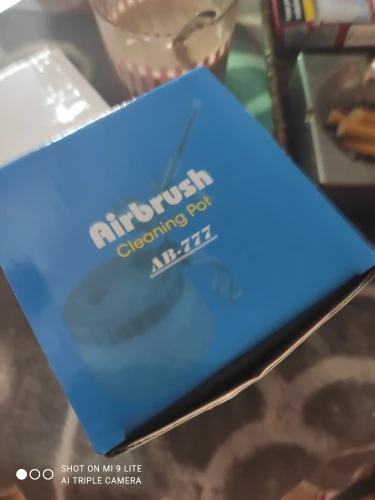 Airbrush
Cleaning Pot
AB-777
SHOT ON MI 9 LITE
AI TRIPLE CAMERA